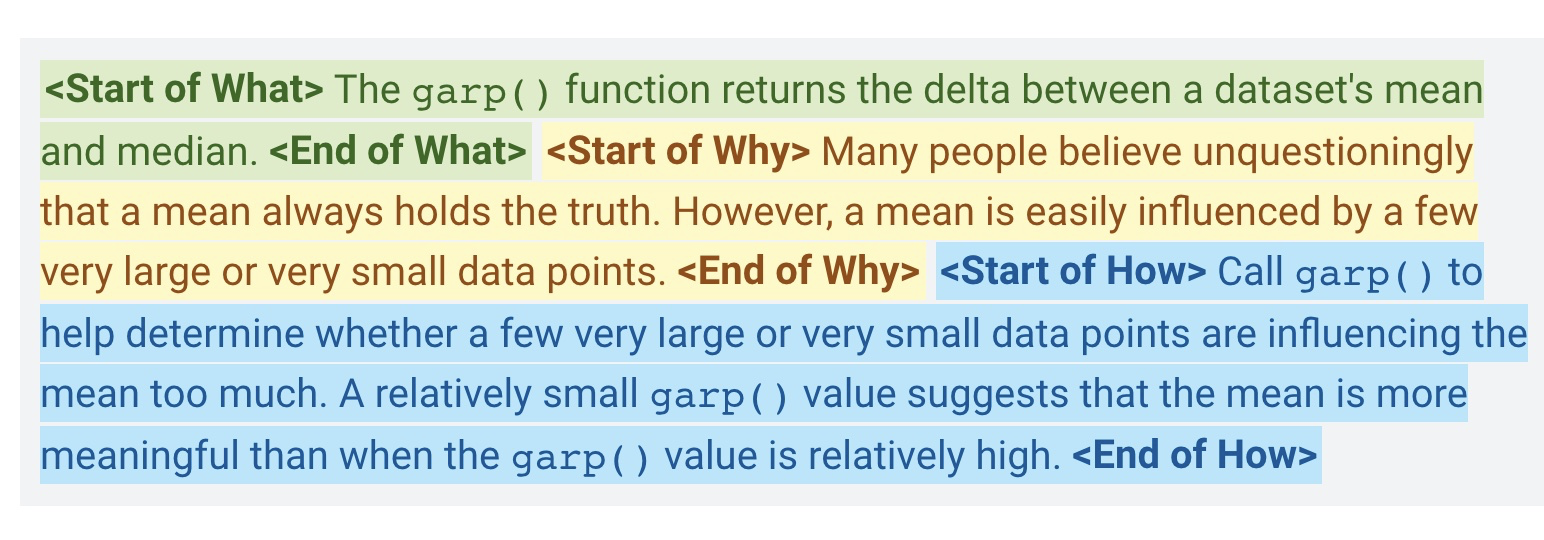 <Start of What> The garp() function returns the delta between a dataset's mean
and median. <End of What> <Start of Why> Many people believe unquestioningly
that a mean always holds the truth. However, a mean is easily influenced by a few
very large or very small data points. <End of Why> <Start of How> Call garp() to
help determine whether a few very large or very small data points are influencing the
mean too much. A relatively small garp() value suggests that the mean is more
meaningful than when the garp() value is relatively high. <End of How>